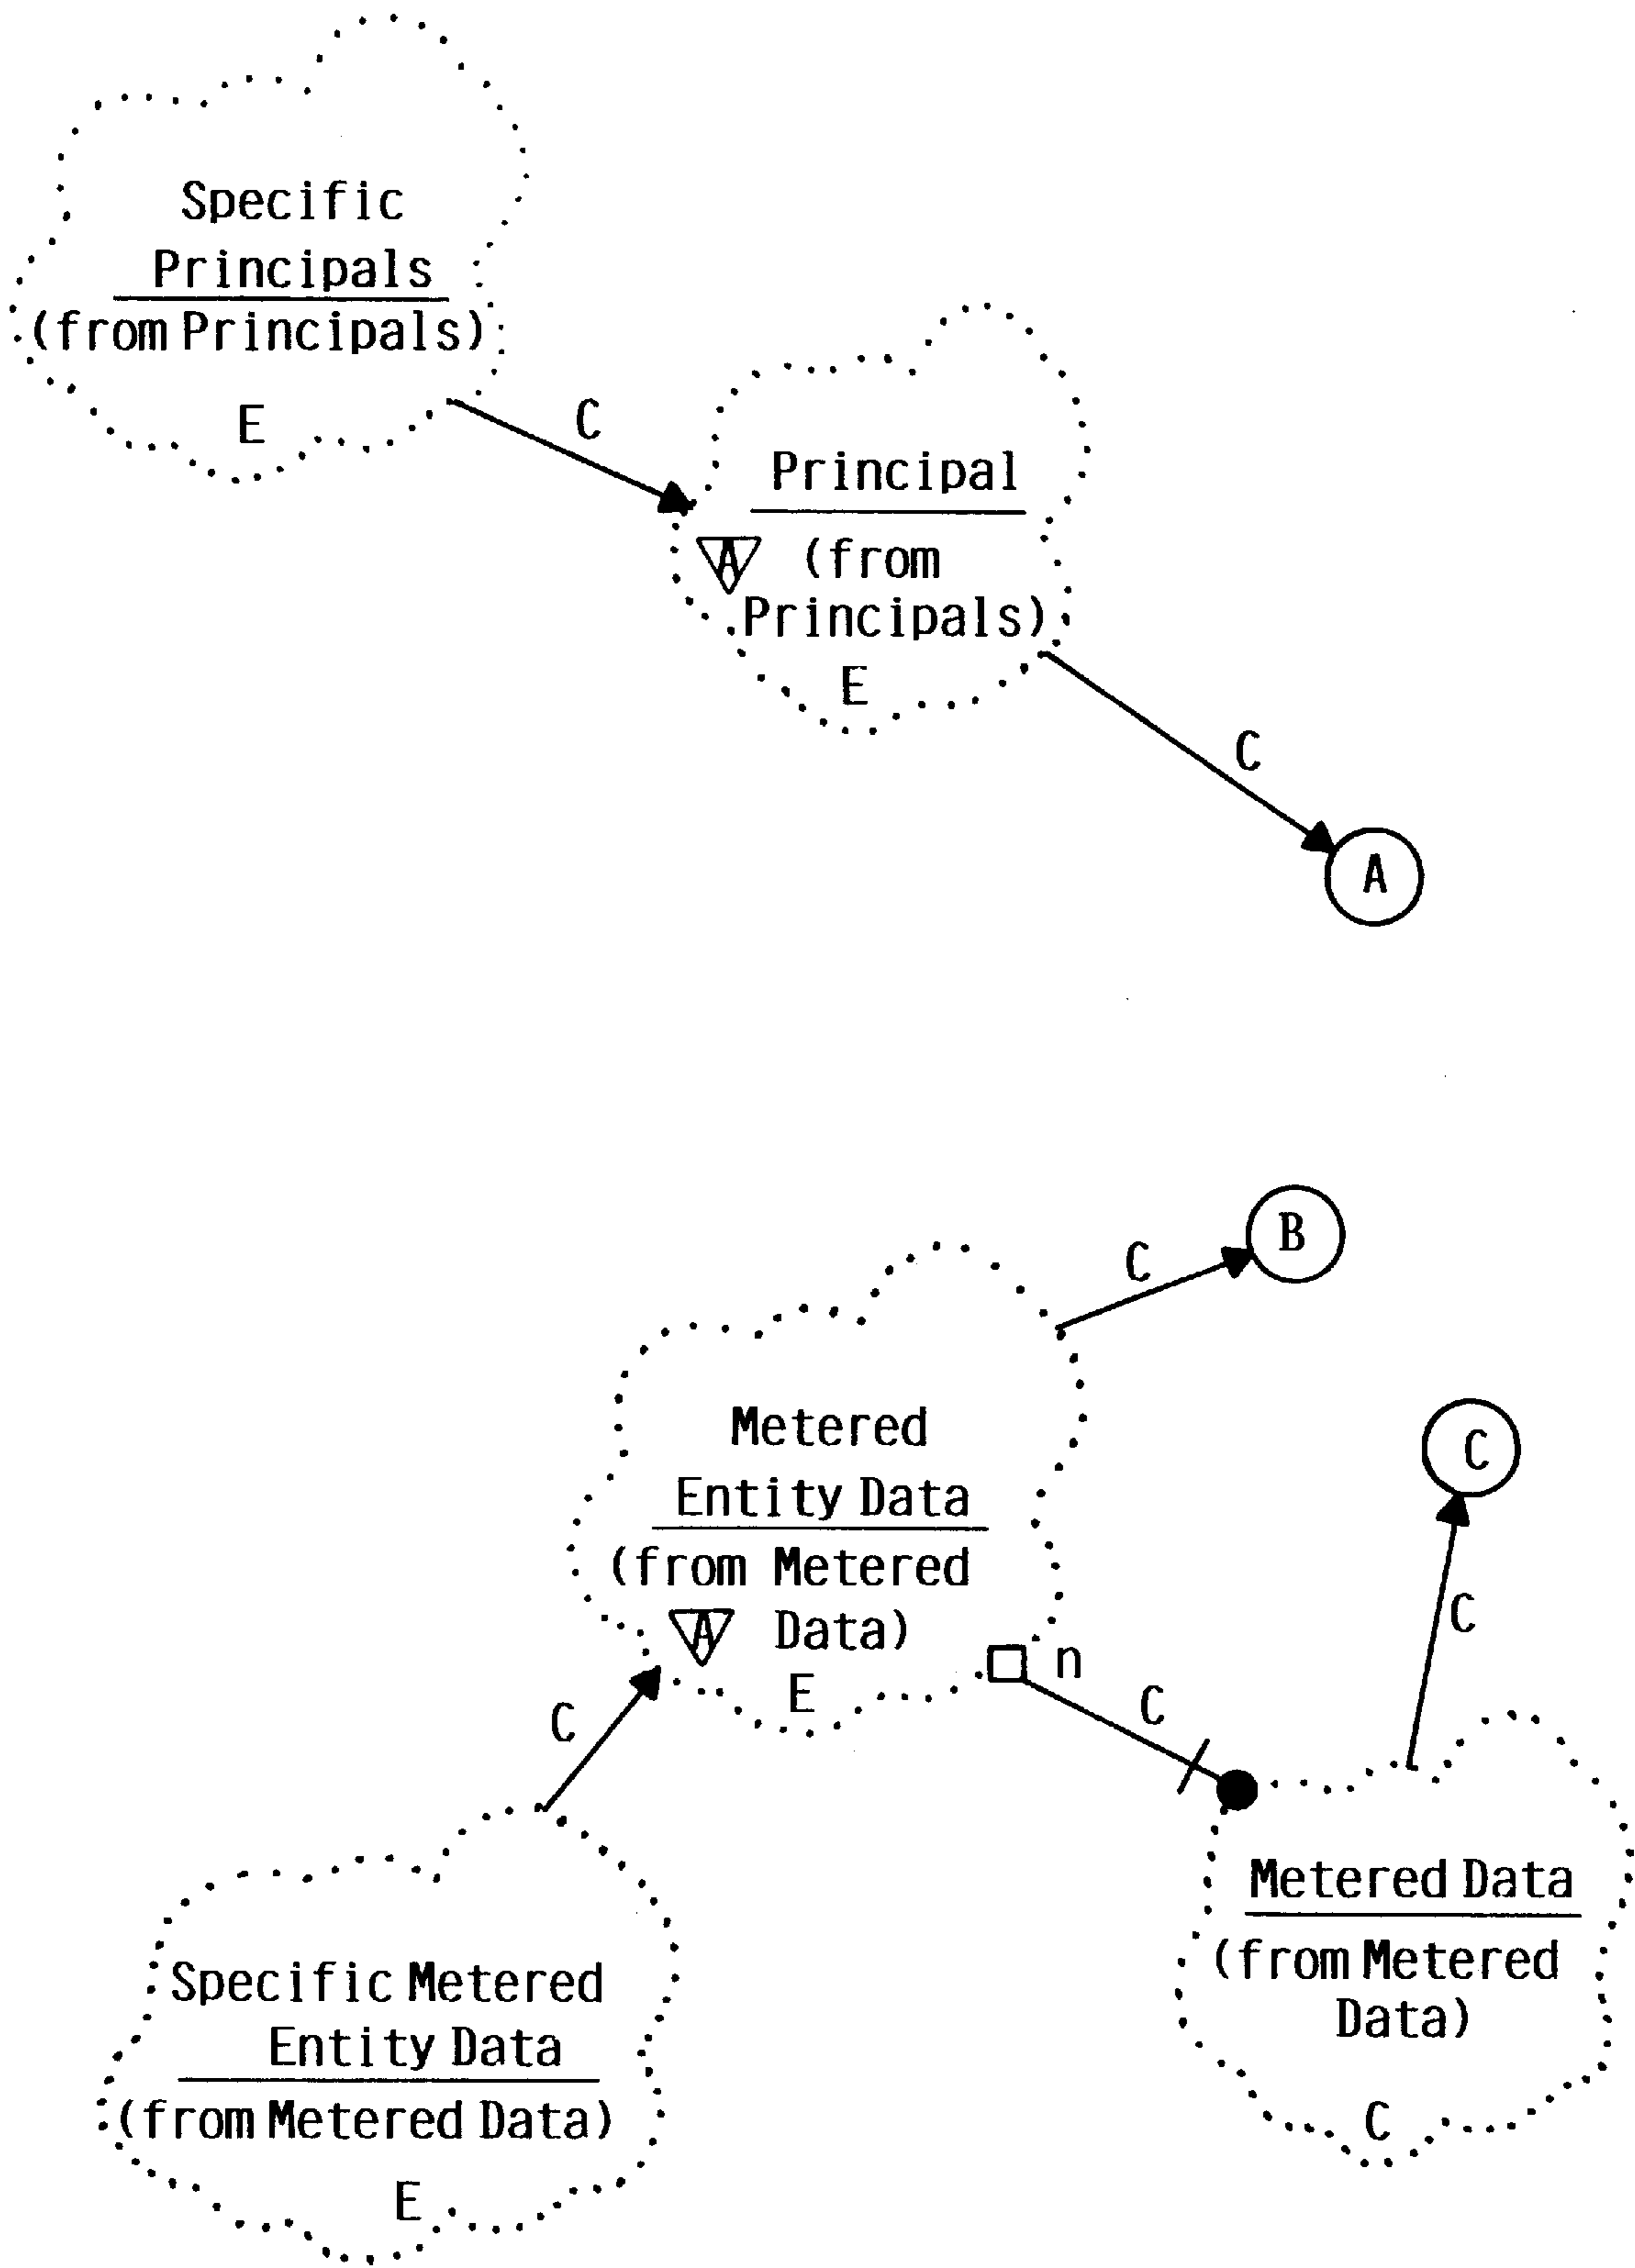 Specific
Principals
(from Principals)
E
C
Principal
A (from
Principals)
E
C
A
B
C
Metered
Entity Data
(from Metered
A Data)
E
n
C
C
C
C
Metered Data
(from Metered
Data)
C
Specific Metered
Entity Data
(from Metered Data)
E